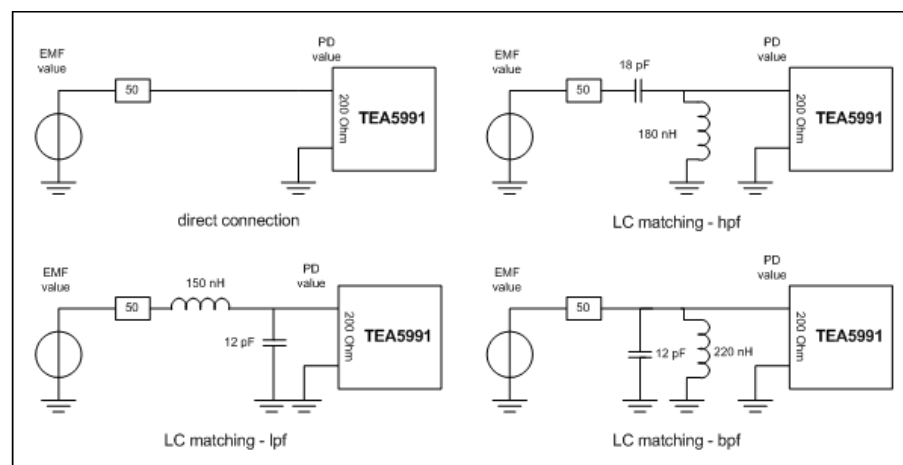 EMF
value
50
PD
value
200 Ohm
TEA5991
direct connection
EMF
value
50
18 pF
180 nH
PD
value
200 Ohm
TEA5991
LC matching - hpf
EMF
value
50
150 nH
12 pF
PD
value
200 Ohm
TEA5991
LC matching - lpf
EMF
value
50
12 pF
220 nH
PD
value
200 Ohm
TEA5991
LC matching - bpf